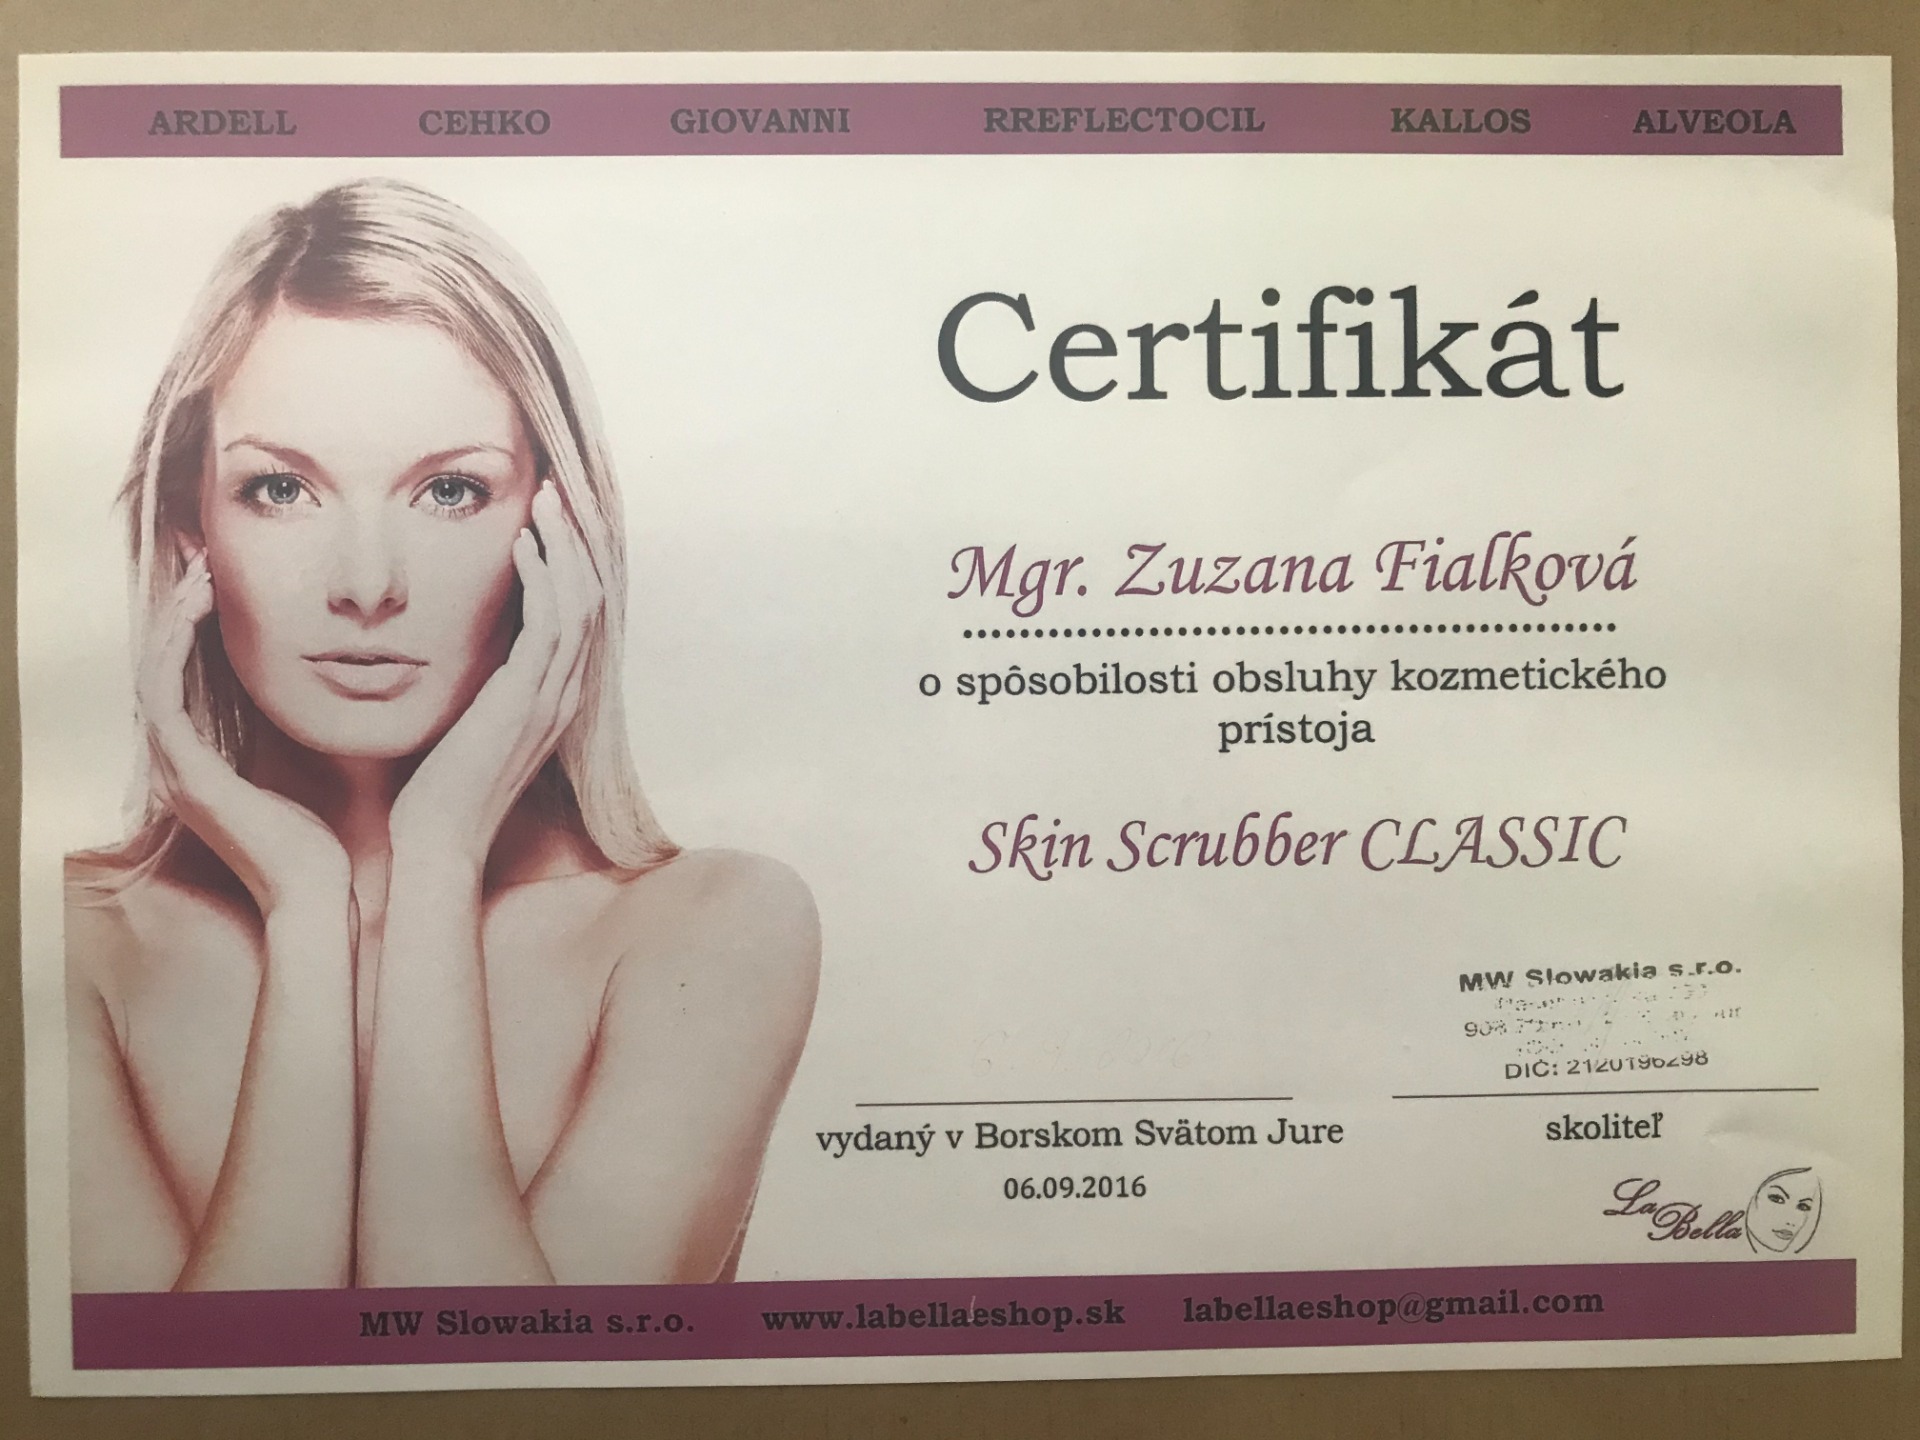 ARDELL CEHKO GIOVANNI RREFLECTOCIL KALLOS ALVEOLA
Certifikát
Mgr. Zuzana Fialková
o spôsobilosti obsluhy kozmetického
prístoja
Skin Scrubber CLASSIC
MW Slowakia s.r.o.
DIČ: 2120196298
vydaný v Borskom Svätom Jure
06.09.2016
skoliteľ
La Bella
MW Slowakia s.r.o. www.labellaeshop.sk labellaeshop@gmail.com